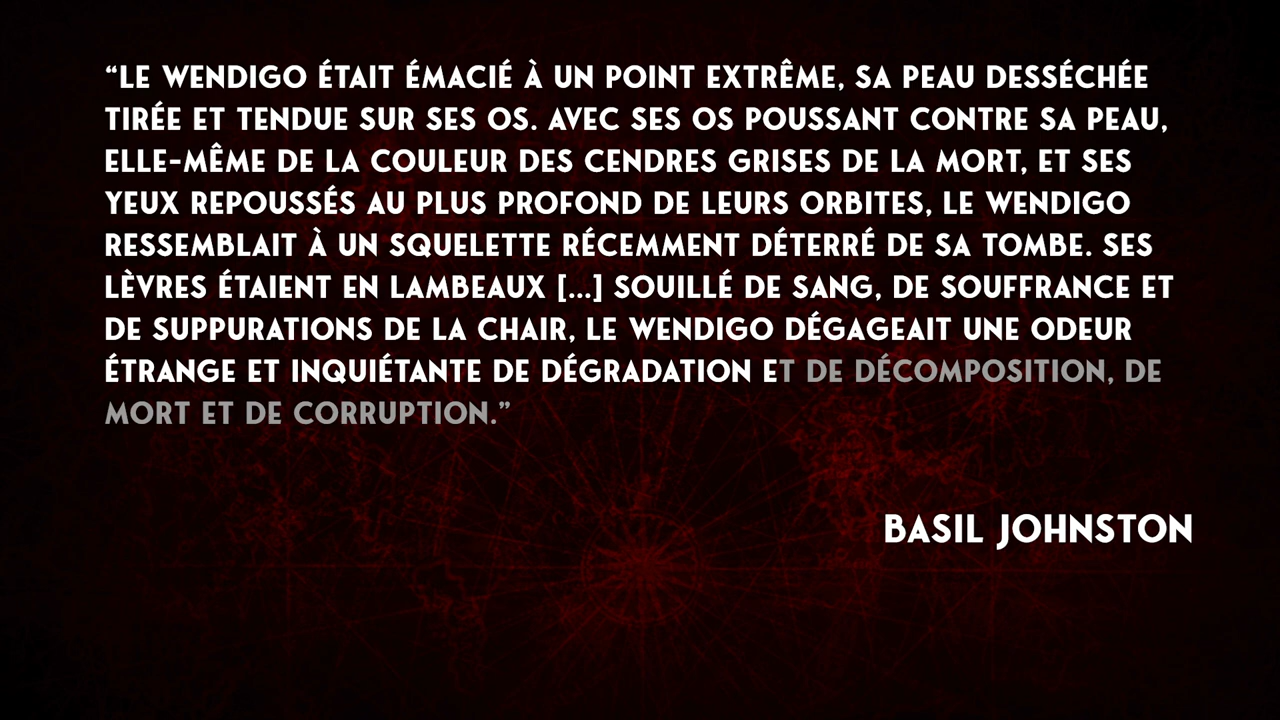 “LE WENDIGO ÉTAIT ÉMACIÉ À UN POINT EXTRÊME, SA PEAU DESSÉCHÉE
TIRÉE ET TENDUE SUR SES OS. AVEC SES OS POUSSANT CONTRE SA PEAU,
ELLE-MÊME DE LA COULEUR DES CENDRES GRISES DE LA MORT, ET SES
YEUX REPOUSSÉS AU PLUS PROFOND DE LEURS ORBITES, LE WENDIGO
RESSEMBLAIT À UN SQUELETTE RÉCEMMENT DÉTERRÉ DE SA TOMBE. SES
LÈVRES ÉTAIENT EN LAMBEAUX [...] SOUILLÉ DE SANG, DE SOUFFRANCE ET
DE SUPPURATIONS DE LA CHAIR, LE WENDIGO DÉGAGEAIT UNE ODEUR
ÉTRANGE ET INQUIÉTANTE DE DÉGRADATION ET DE DÉCOMPOSITION, DE
MORT ET DE CORRUPTION.”
BASIL JOHNSTON